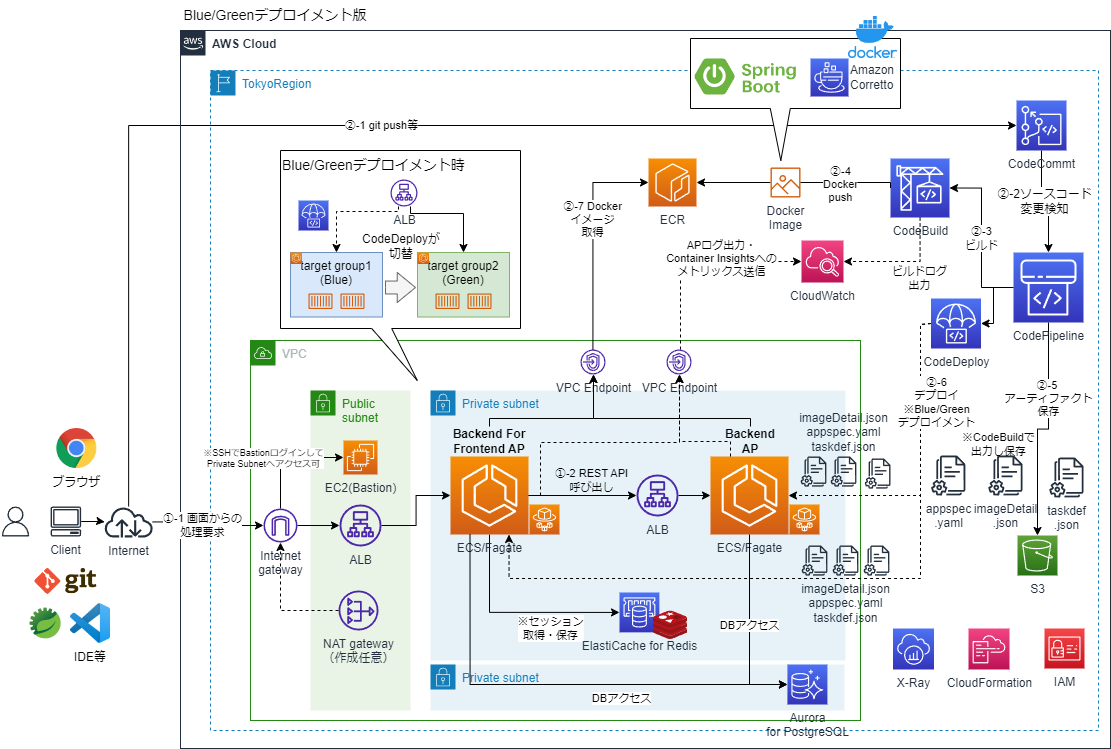 Blue/Greenデプロイメント版
aws
AWS Cloud
docker
Spring
Boot
Amazon
Corretto
TokyoRegion
②-1 git push等
CodeCommt
Blue/Greenデプロイメント時
ALB
CodeDeployが
切替
target group1
(Blue)
target group2
(Green)
②-7 Docker
イメージ
取得
ECR
Docker
Image
②-4
Docker
push
CodeBuild
②-2ソースコード
変更検知
②-3
ビルド
APログ出力・
Container Insightsへの
メトリックス送信
CloudWatch
ビルドログ
出力
CodePipeline
CodeDeploy
VPC
VPC Endpoint
VPC Endpoint
②-6
デプロイ
※Blue/Green
デプロイメント
②-5
アーティファクト
保存
※CodeBuildで
出力し保存
Public
subnet
Private subnet
Backend For
Frontend AP
Backend
AP
imageDetail.json
appspec.yaml
taskdef.json
ブラウザ
※SSHでBastionログインして
Private Subnetへアクセス可
EC2(Bastion)
①-2 REST API
呼び出し
appspec
.yaml
imageDetail
.json
taskdef
.json
Client
Internet
①-1 画面からの
処理要求
Internet
gateway
ALB
ECS/Fagate
ALB
ECS/Fagate
S3
git
IDE等
NAT gateway
（作成任意）
imageDetail.json
appspec.yaml
taskdef.json
※セッション
取得・保存
ElastiCache for Redis
DBアクセス
Private subnet
DBアクセス
Aurora
for PostgreSQL
X-Ray
CloudFormation
IAM